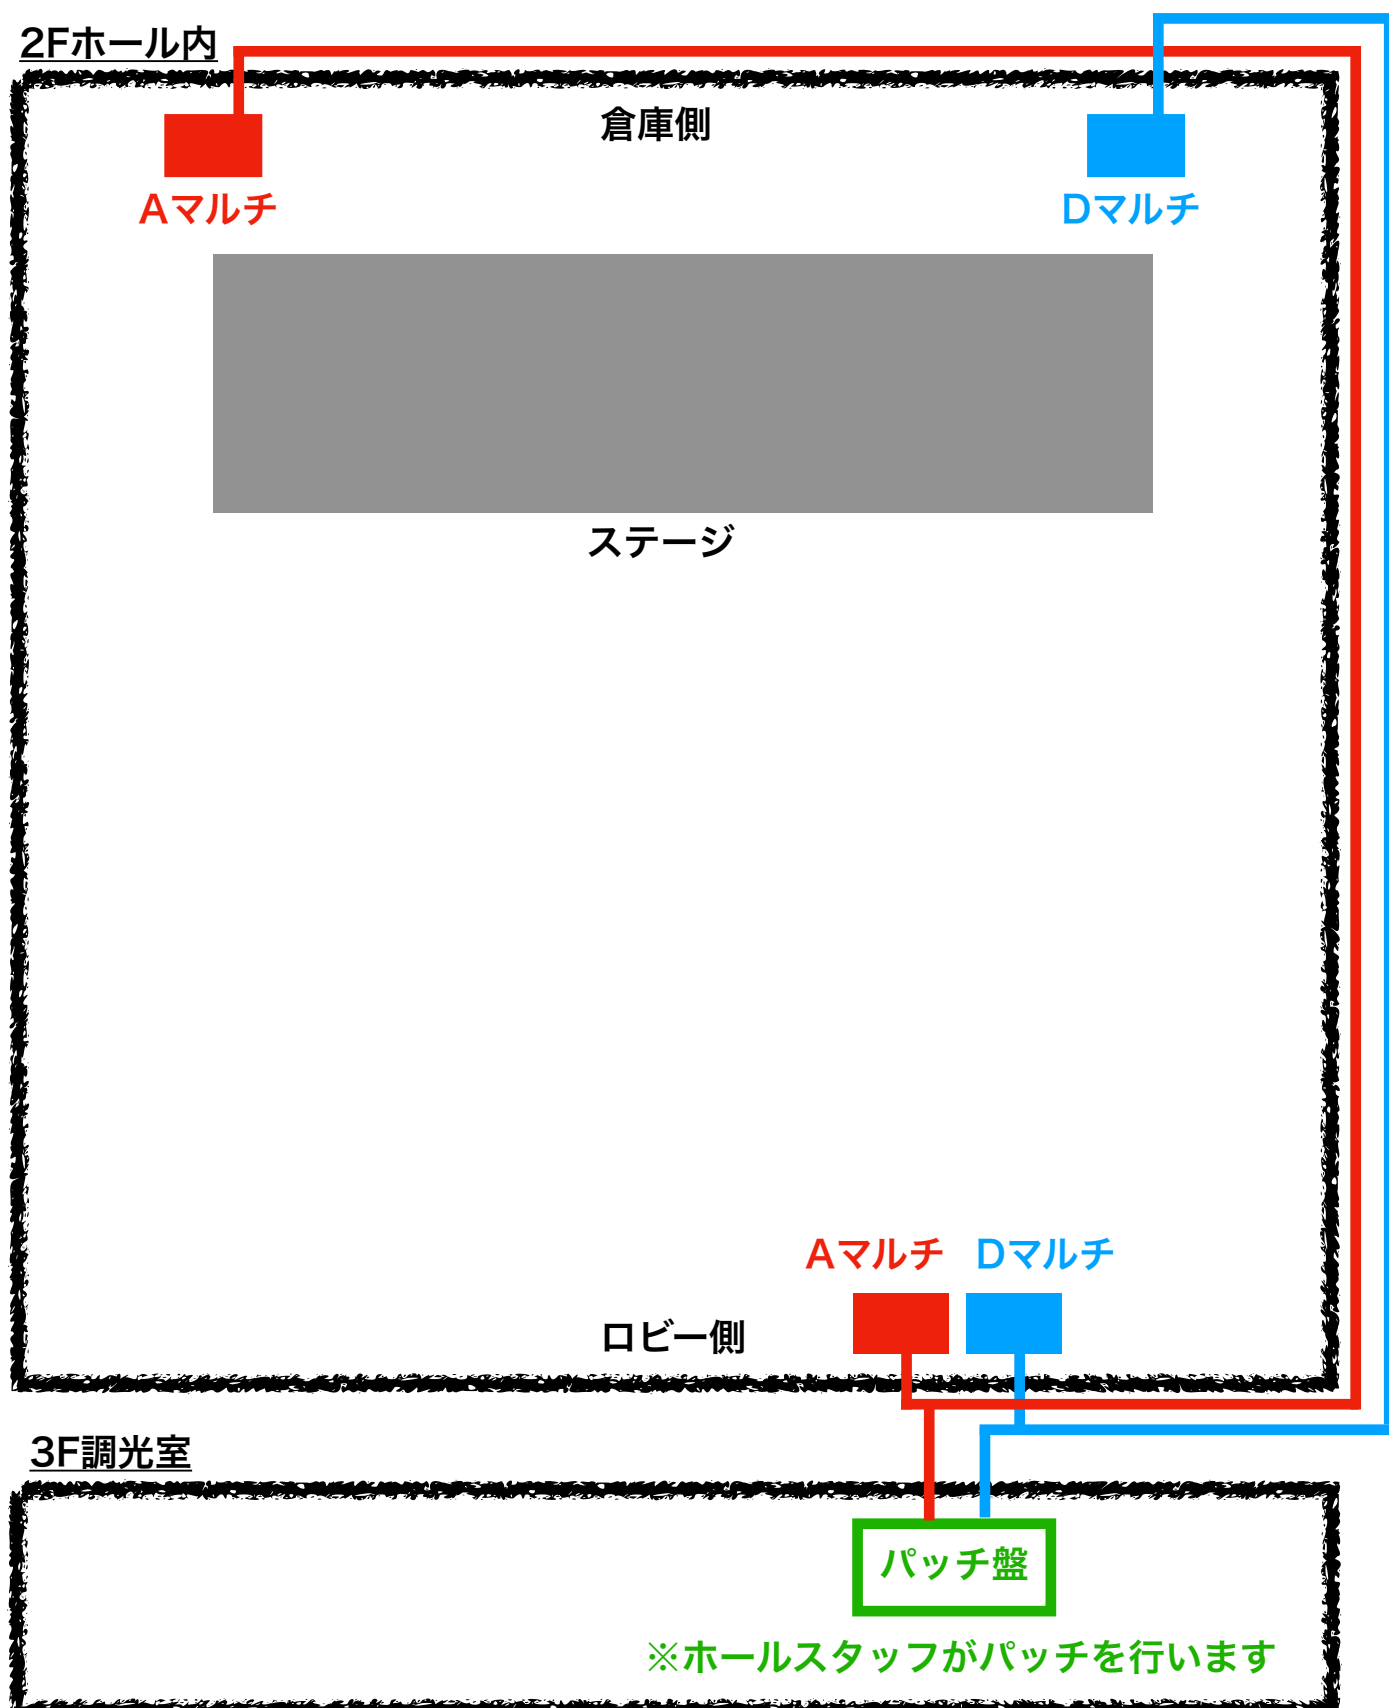 2Fホール内
倉庫側
Aマルチ
Dマルチ
ステージ
Aマルチ
Dマルチ
ロビー側
3F調光室
パッチ盤
※ホールスタッフがパッチを行います